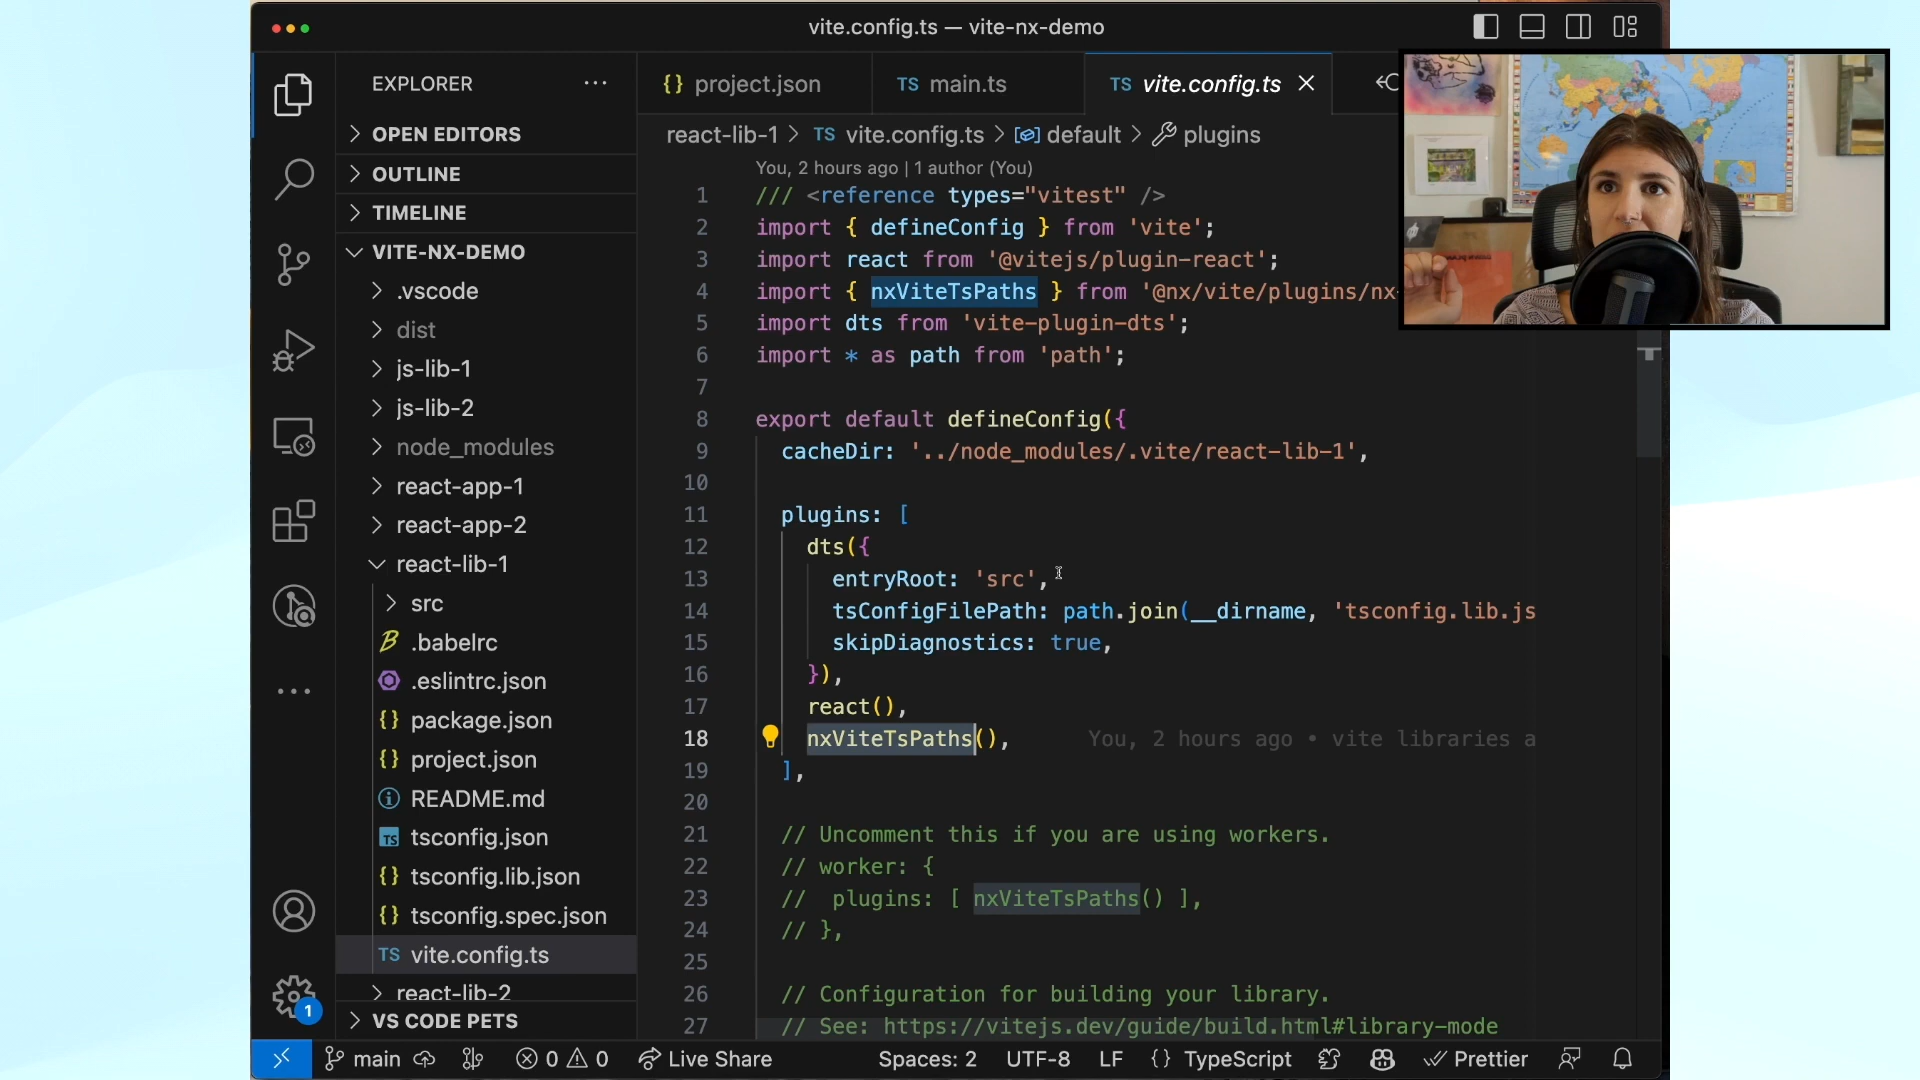 vite.config.ts — vite-nx-demo
EXPLORER
OPEN EDITORS
OUTLINE
TIMELINE
VITE-NX-DEMO
.vscode
dist
js-lib-1
js-lib-2
node_modules
react-app-1
react-app-2
react-lib-1
src
.babelrc
.eslintrc.json
{} package.json
{} project.json
README.md
TS tsconfig.json
{} tsconfig.lib.json
{} tsconfig.spec.json
TS vite.config.ts
react-lib-2
VS CODE PETS
1
{} project.json
TS main.ts
TS vite.config.ts
react-lib-1 > TS vite.config.ts > default > plugins
You, 2 hours ago | 1 author (You)
1 /// <reference types="vitest" />
2 import { defineConfig } from 'vite';
3 import react from '@vitejs/plugin-react';
4 import { nxViteTsPaths } from '@nx/vite/plugins/nx-
5 import dts from 'vite-plugin-dts';
6 import * as path from 'path';
7
8 export default defineConfig({
9 cacheDir: '../node_modules/.vite/react-lib-1',
10
11 plugins: [
12 dts({
13 entryRoot: 'src',
14 tsConfigFilePath: path.join(__dirname, 'tsconfig.lib.js
15 skipDiagnostics: true,
16 }),
17 react(),
18 nxViteTsPaths(), You, 2 hours ago • vite libraries a
19 ],
20
21 // Uncomment this if you are using workers.
22 // worker: {
23 // plugins: [ nxViteTsPaths() ],
24 // },
25
26 // Configuration for building your library.
27 // See: https://vitejs.dev/guide/build.html#library-mode
main 0 0 Live Share Spaces: 2 UTF-8 LF {} TypeScript Prettier